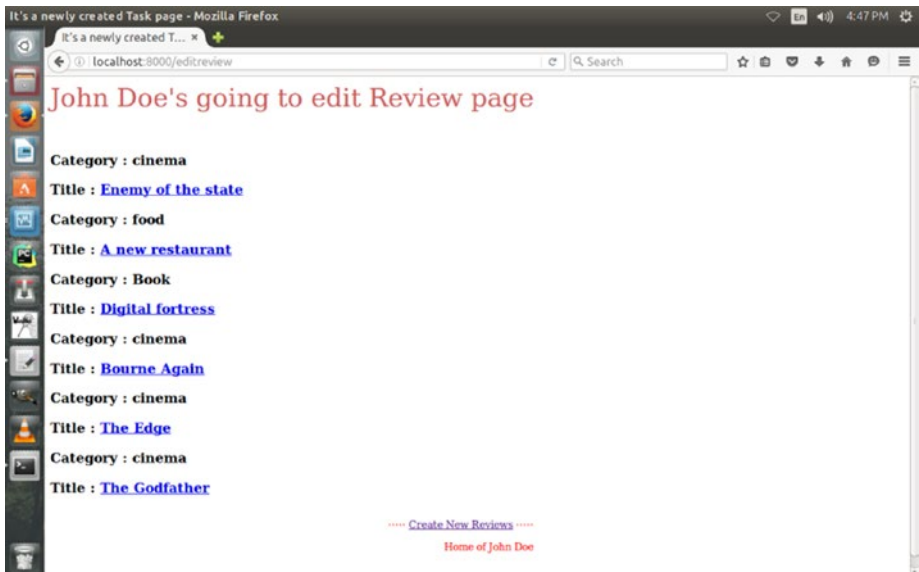 It's a newly created Task page - Mozilla Firefox
En
4:47 PM
It's a newly created T... ×
localhost:8000/editreview
Search
John Doe's going to edit Review page
Category : cinema
Title : Enemy of the state
Category : food
Title : A new restaurant
Category : Book
Title : Digital fortress
Category : cinema
Title : Bourne Again
Category : cinema
Title : The Edge
Category : cinema
Title : The Godfather
----- Create New Reviews -----
Home of John Doe